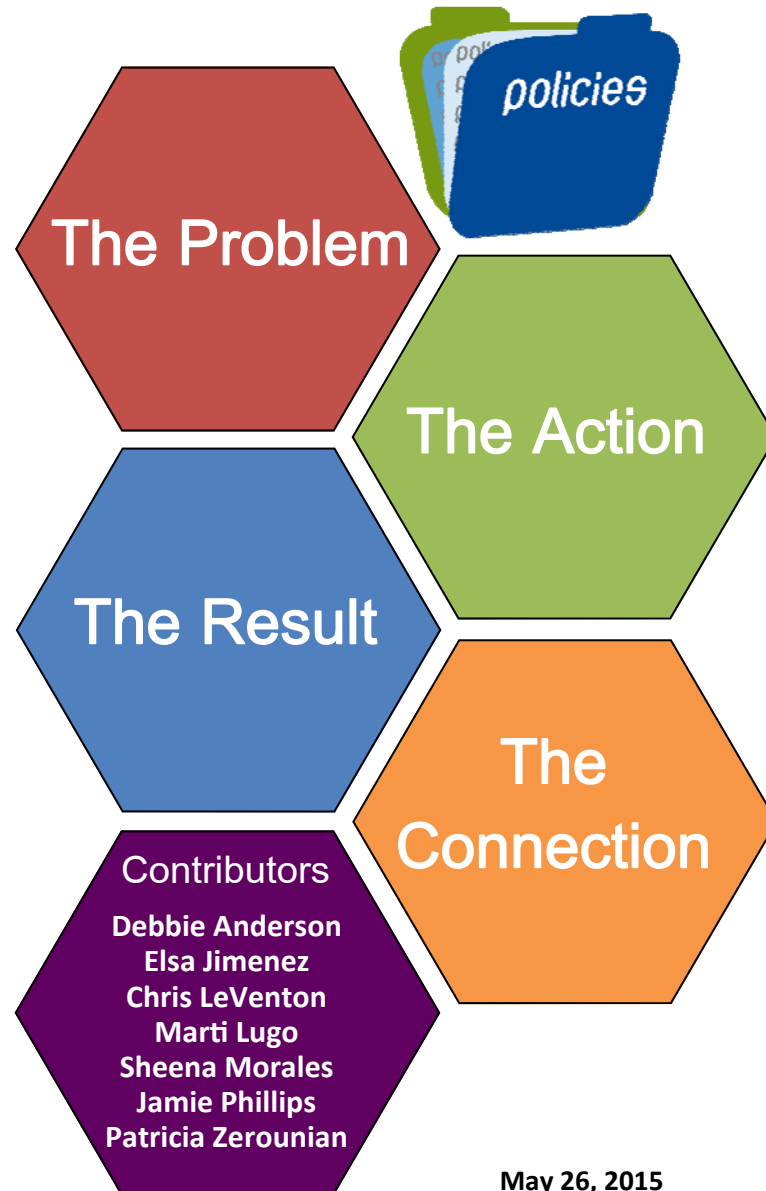 policies
The Problem
The Action
The Result
The
Connection
Contributors
Debbie Anderson
Elsa Jimenez
Chris LeVenton
Marti Lugo
Sheena Morales
Jamie Phillips
Patricia Zerounian
May 26, 2015